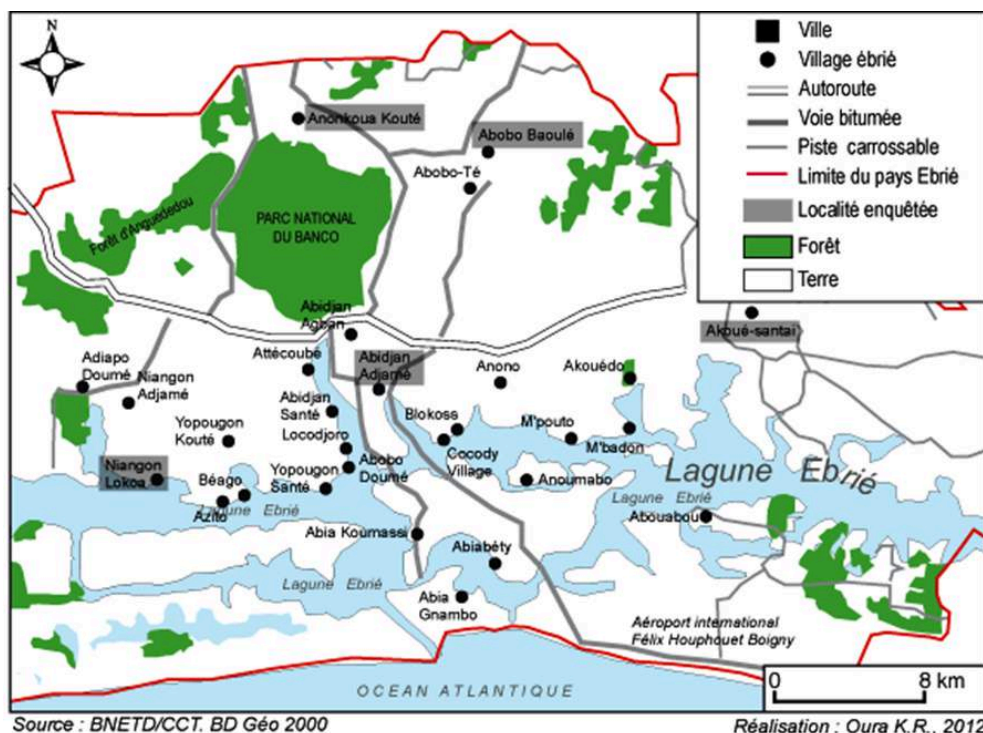 N
Ville
Village ébrié
Autoroute
Voie bitumée
Piste carrossable
Limite du pays Ebrié
Localité enquêtée
Forêt
Terre
Anonkoua Kouté
Abobo Baoulé
Abobo-Té
Forêt d'Anguédédou
PARC NATIONAL
DU BANCO
Abidjan
Agban
Akoué-santai
Attécoubé
Abidjan
Adjamé
Anono
Akouédo
Adiapo
Doumé
Niangon
Adjamé
Abidjan
Santé
Blokoss
M'pouto
Yopougon
Kouté
Locodjoro
Cocody
Village
M'badon
Niangon
Lokoa
Béago
Yopougon
Santé
Abobo
Doumé
Anoumabo
Lagune Ebrié
Lagune Ebrié
Azito
Lagune Ebrié
Abouabou
Abia Koumassi
Abiabéty
Lagune Ebrié
Abia
Gnambo
Aéroport international
Félix Houphouet Boigny
OCEAN ATLANTIQUE
0 8 km
Source : BNETD/CCT. BD Géo 2000
Réalisation : Oura K.R., 2012